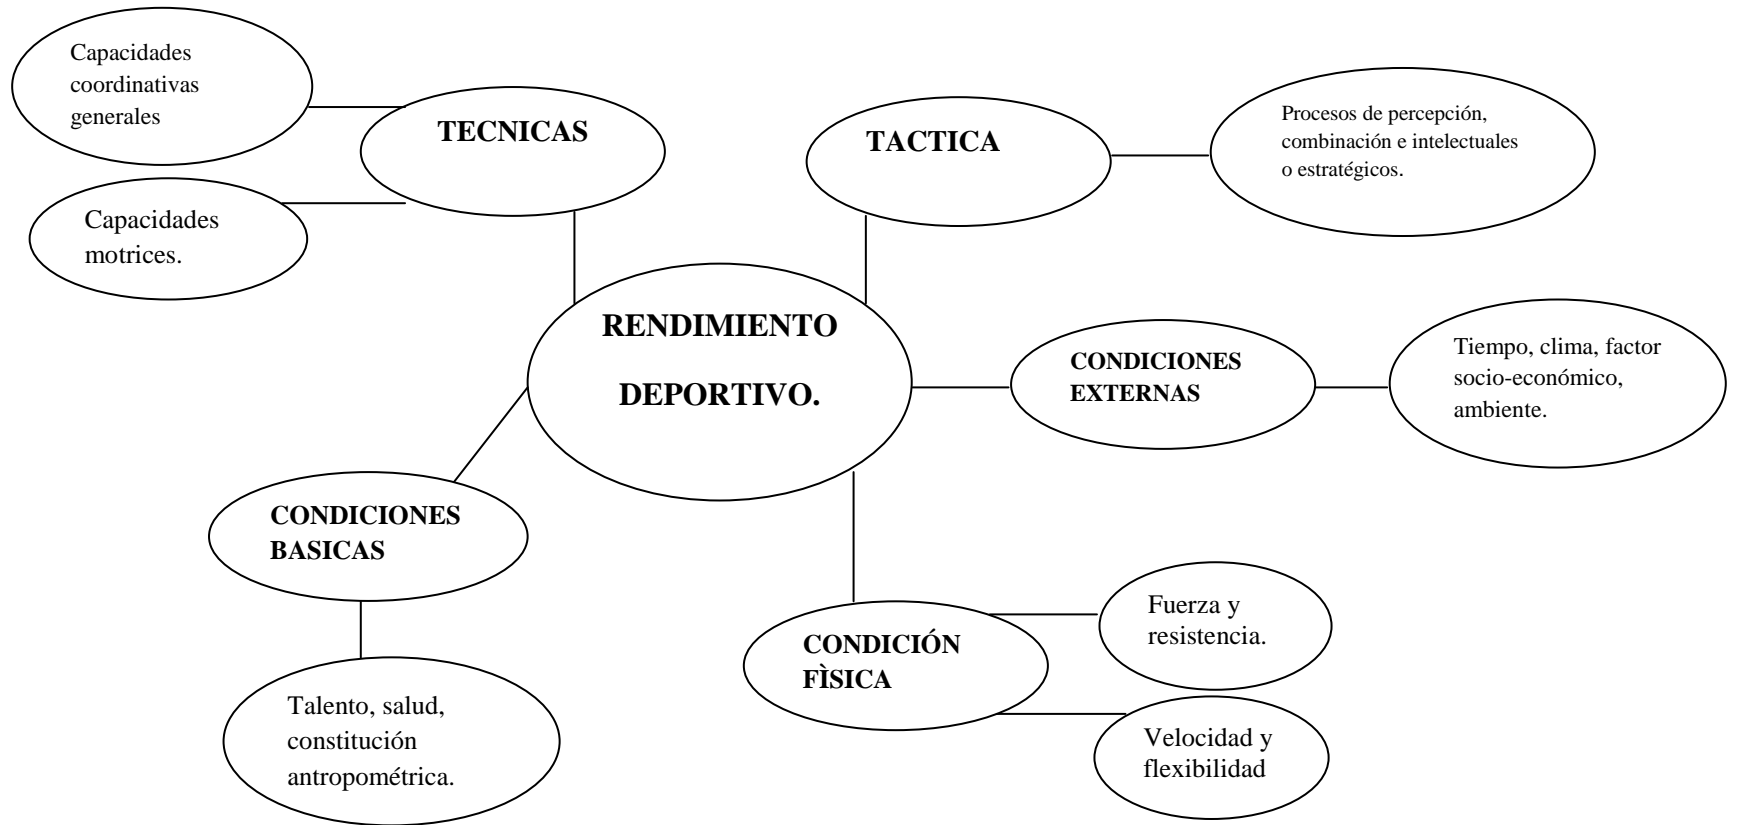 Capacidades
coordinativas
generales
TECNICAS
Capacidades
motrices.
TACTICA
Procesos de percepción,
combinación e intelectuales
o estratégicos.
RENDIMIENTO
DEPORTIVO.
CONDICIONES
EXTERNAS
Tiempo, clima, factor
socio-económico,
ambiente.
CONDICIONES
BASICAS
Talento, salud,
constitución
antropométrica.
CONDICIÓN
FÌSICA
Fuerza y
resistencia.
Velocidad y
flexibilidad